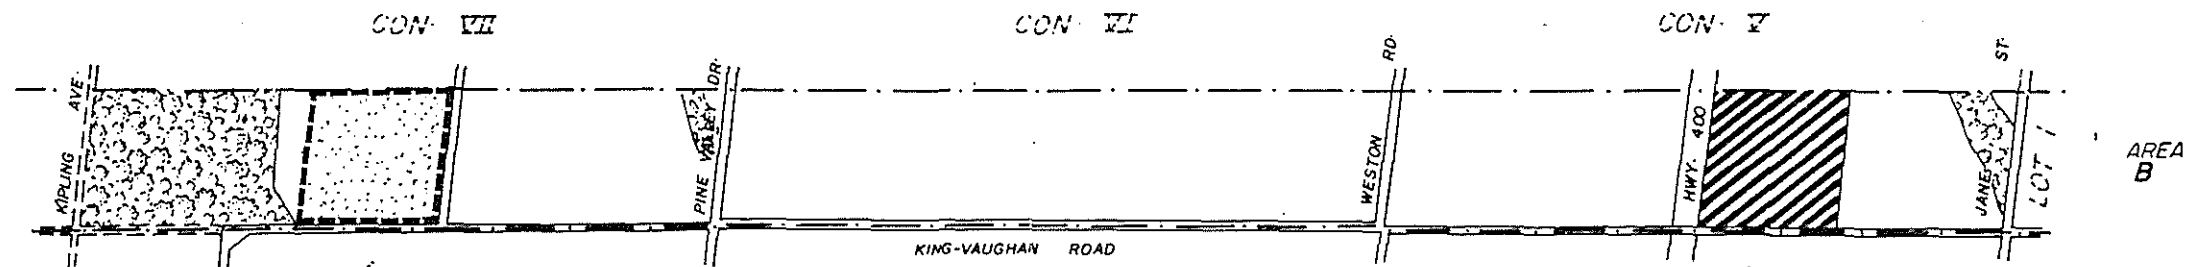 CON. VII
CON. VI
CON. V
KIPLING AVE.
PINE VALLEY DR.
WESTON RD.
HWY. 400
JANE ST.
LOT 1
AREA
B
KING-VAUGHAN ROAD